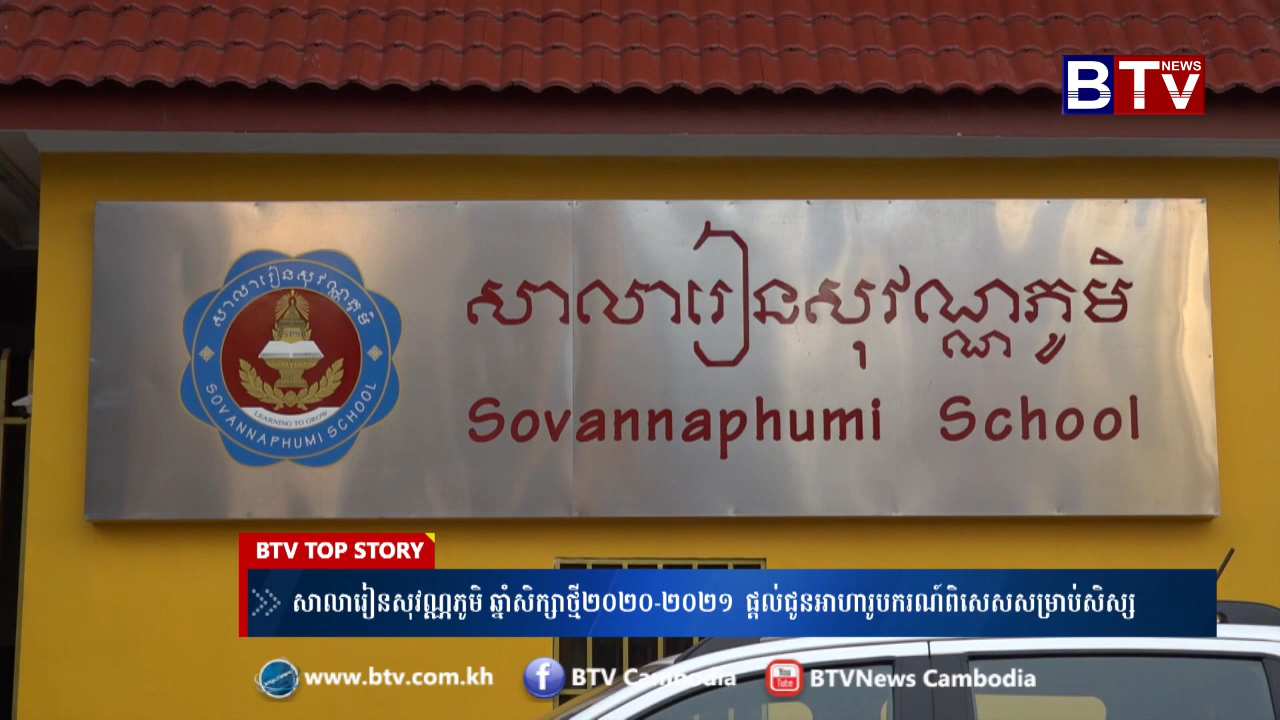 BTV NEWS
សាលារៀនសុវណ្ណភូមិ
SPS
LEARNING TO GROW
SOVANNAPHUMI SCHOOL
សាលារៀនសុវណ្ណភូមិ
Sovannaphumi School
BTV TOP STORY
សាលារៀនសុវណ្ណភូមិ ឆ្នាំសិក្សាថ្មី២០២០-២០២១ ផ្ដល់ជូនអាហារូបករណ៍ពិសេសសម្រាប់សិស្ស
www.btv.com.kh
BTV Cambodia
You Tube
BTVNews Cambodia